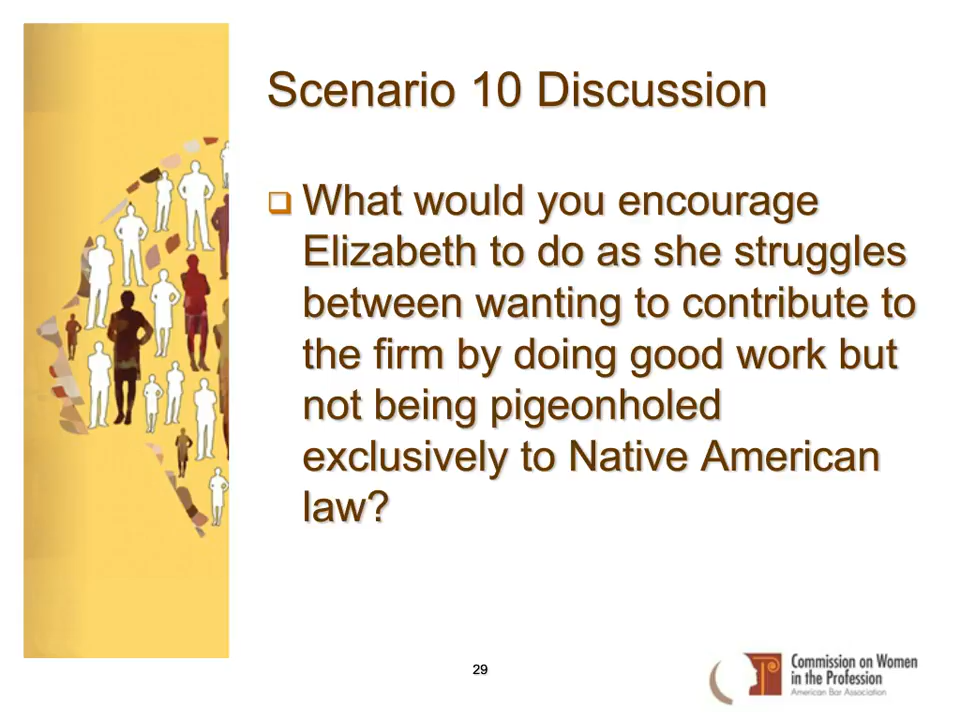 Scenario 10 Discussion
What would you encourage
Elizabeth to do as she struggles
between wanting to contribute to
the firm by doing good work but
not being pigeonholed
exclusively to Native American
law?
29
Commission on Women
in the Profession
American Bar Association